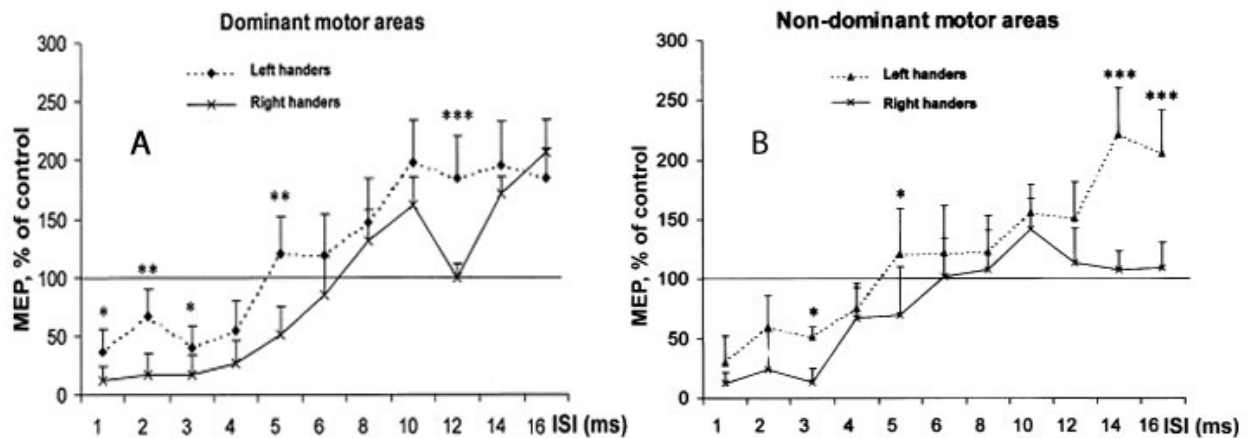 Dominant motor areas
300
250
200
150
100
50
0
MEP, % of control
Left handers
Right handers
A
* ** * ** ***
1 2 3 4 5 6 8 10 12 14 16 ISI (ms)
Non-dominant motor areas
300
250
200
150
100
50
0
MEP, % of control
Left handers
Right handers
B
* * *** ***
1 2 3 4 5 6 8 10 12 14 16 ISI (ms)